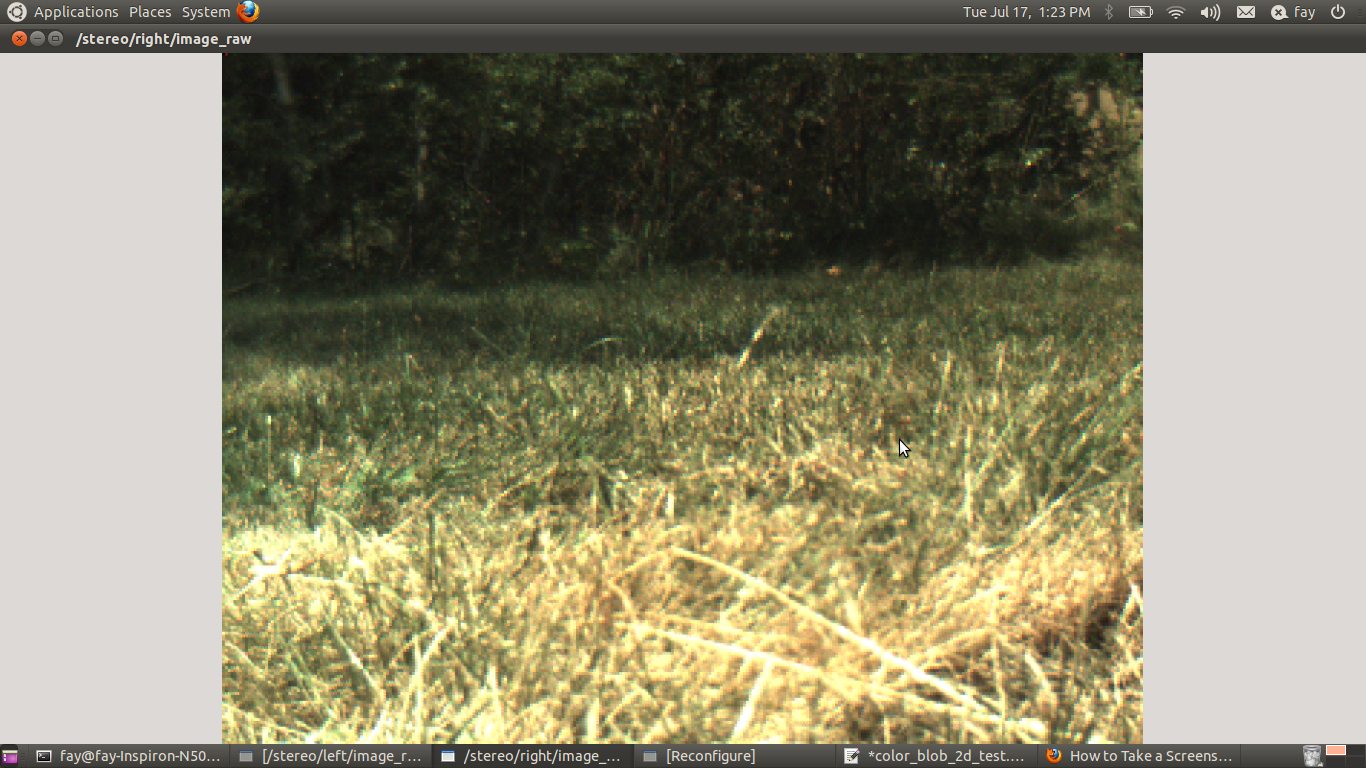 Applications Places System Tue Jul 17, 1:23 PM fay
/stereo/right/image_raw
fay@fay-Inspiron-N50... [/stereo/left/image_r... /stereo/right/image_... [Reconfigure] *color_blob_2d_test.... How to Take a Screens...